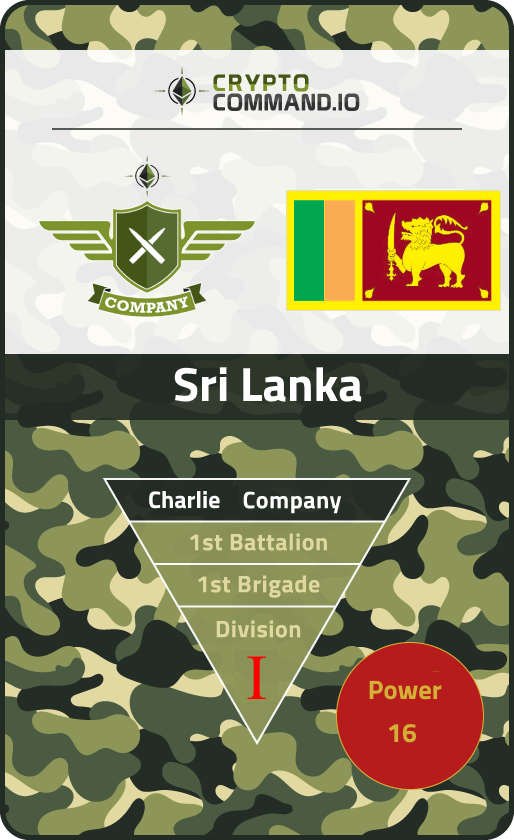 CRYPTO
COMMAND.IO
COMPANY
Sri Lanka
Charlie Company
1st Battalion
1st Brigade
Division
I
Power
16